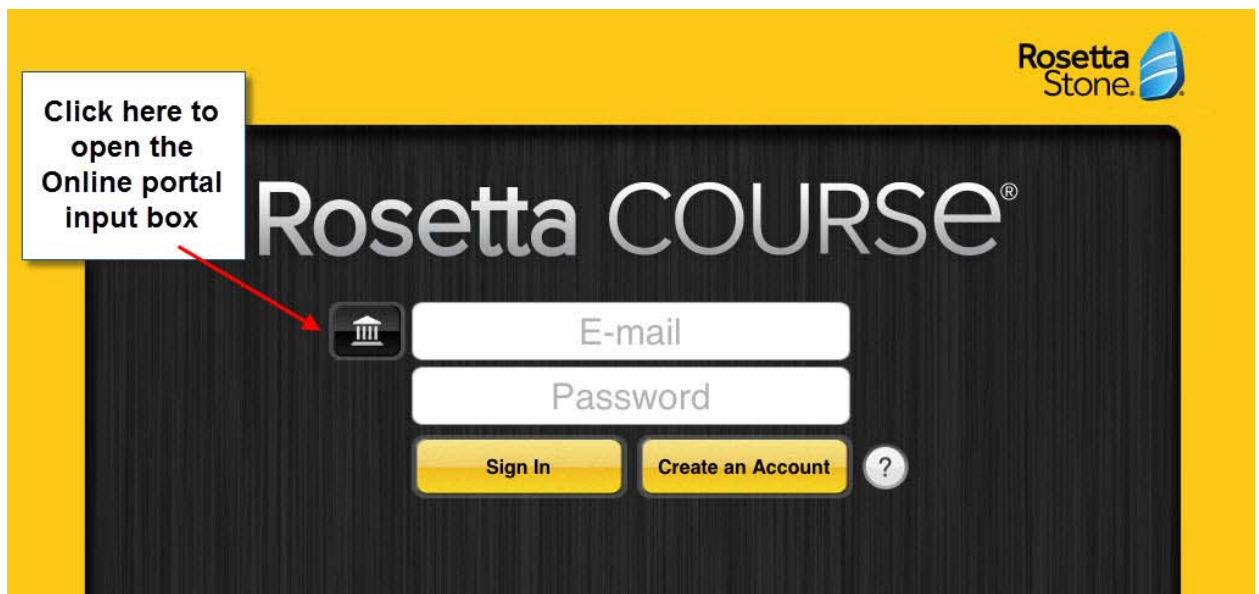 Rosetta
Stone.
Click here to
open the
Online portal
input box
Rosetta COURSE®
E-mail
Password
Sign In
Create an Account
?